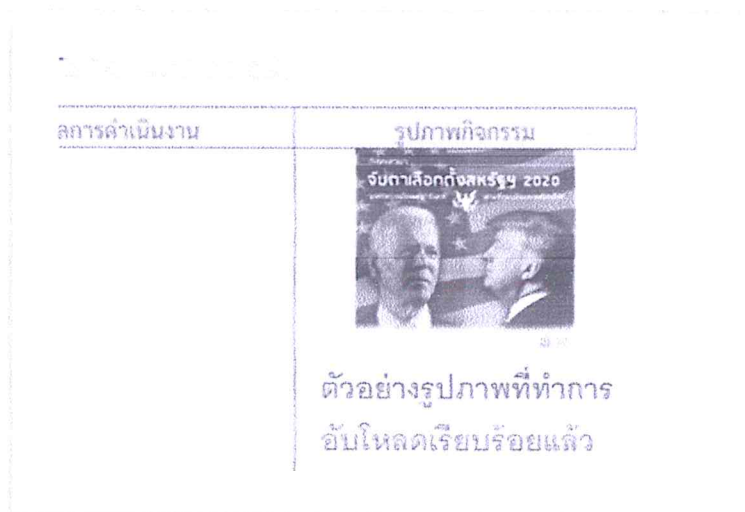 ลการดำเนินงาน
รูปภาพกิจกรรม
จับตาเลือกตั้งสหรัฐฯ 2020
ตัวอย่างรูปภาพที่ทำการ
อับโหลดเรียบร้อยแล้ว